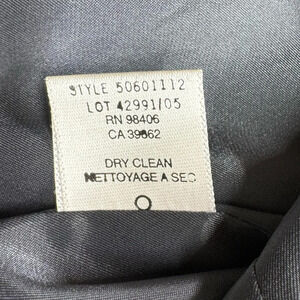 STYLE 50601112
LOT 42991/05
RN 98406
CA 39862
DRY CLEAN
NETTOYAGE A SEC